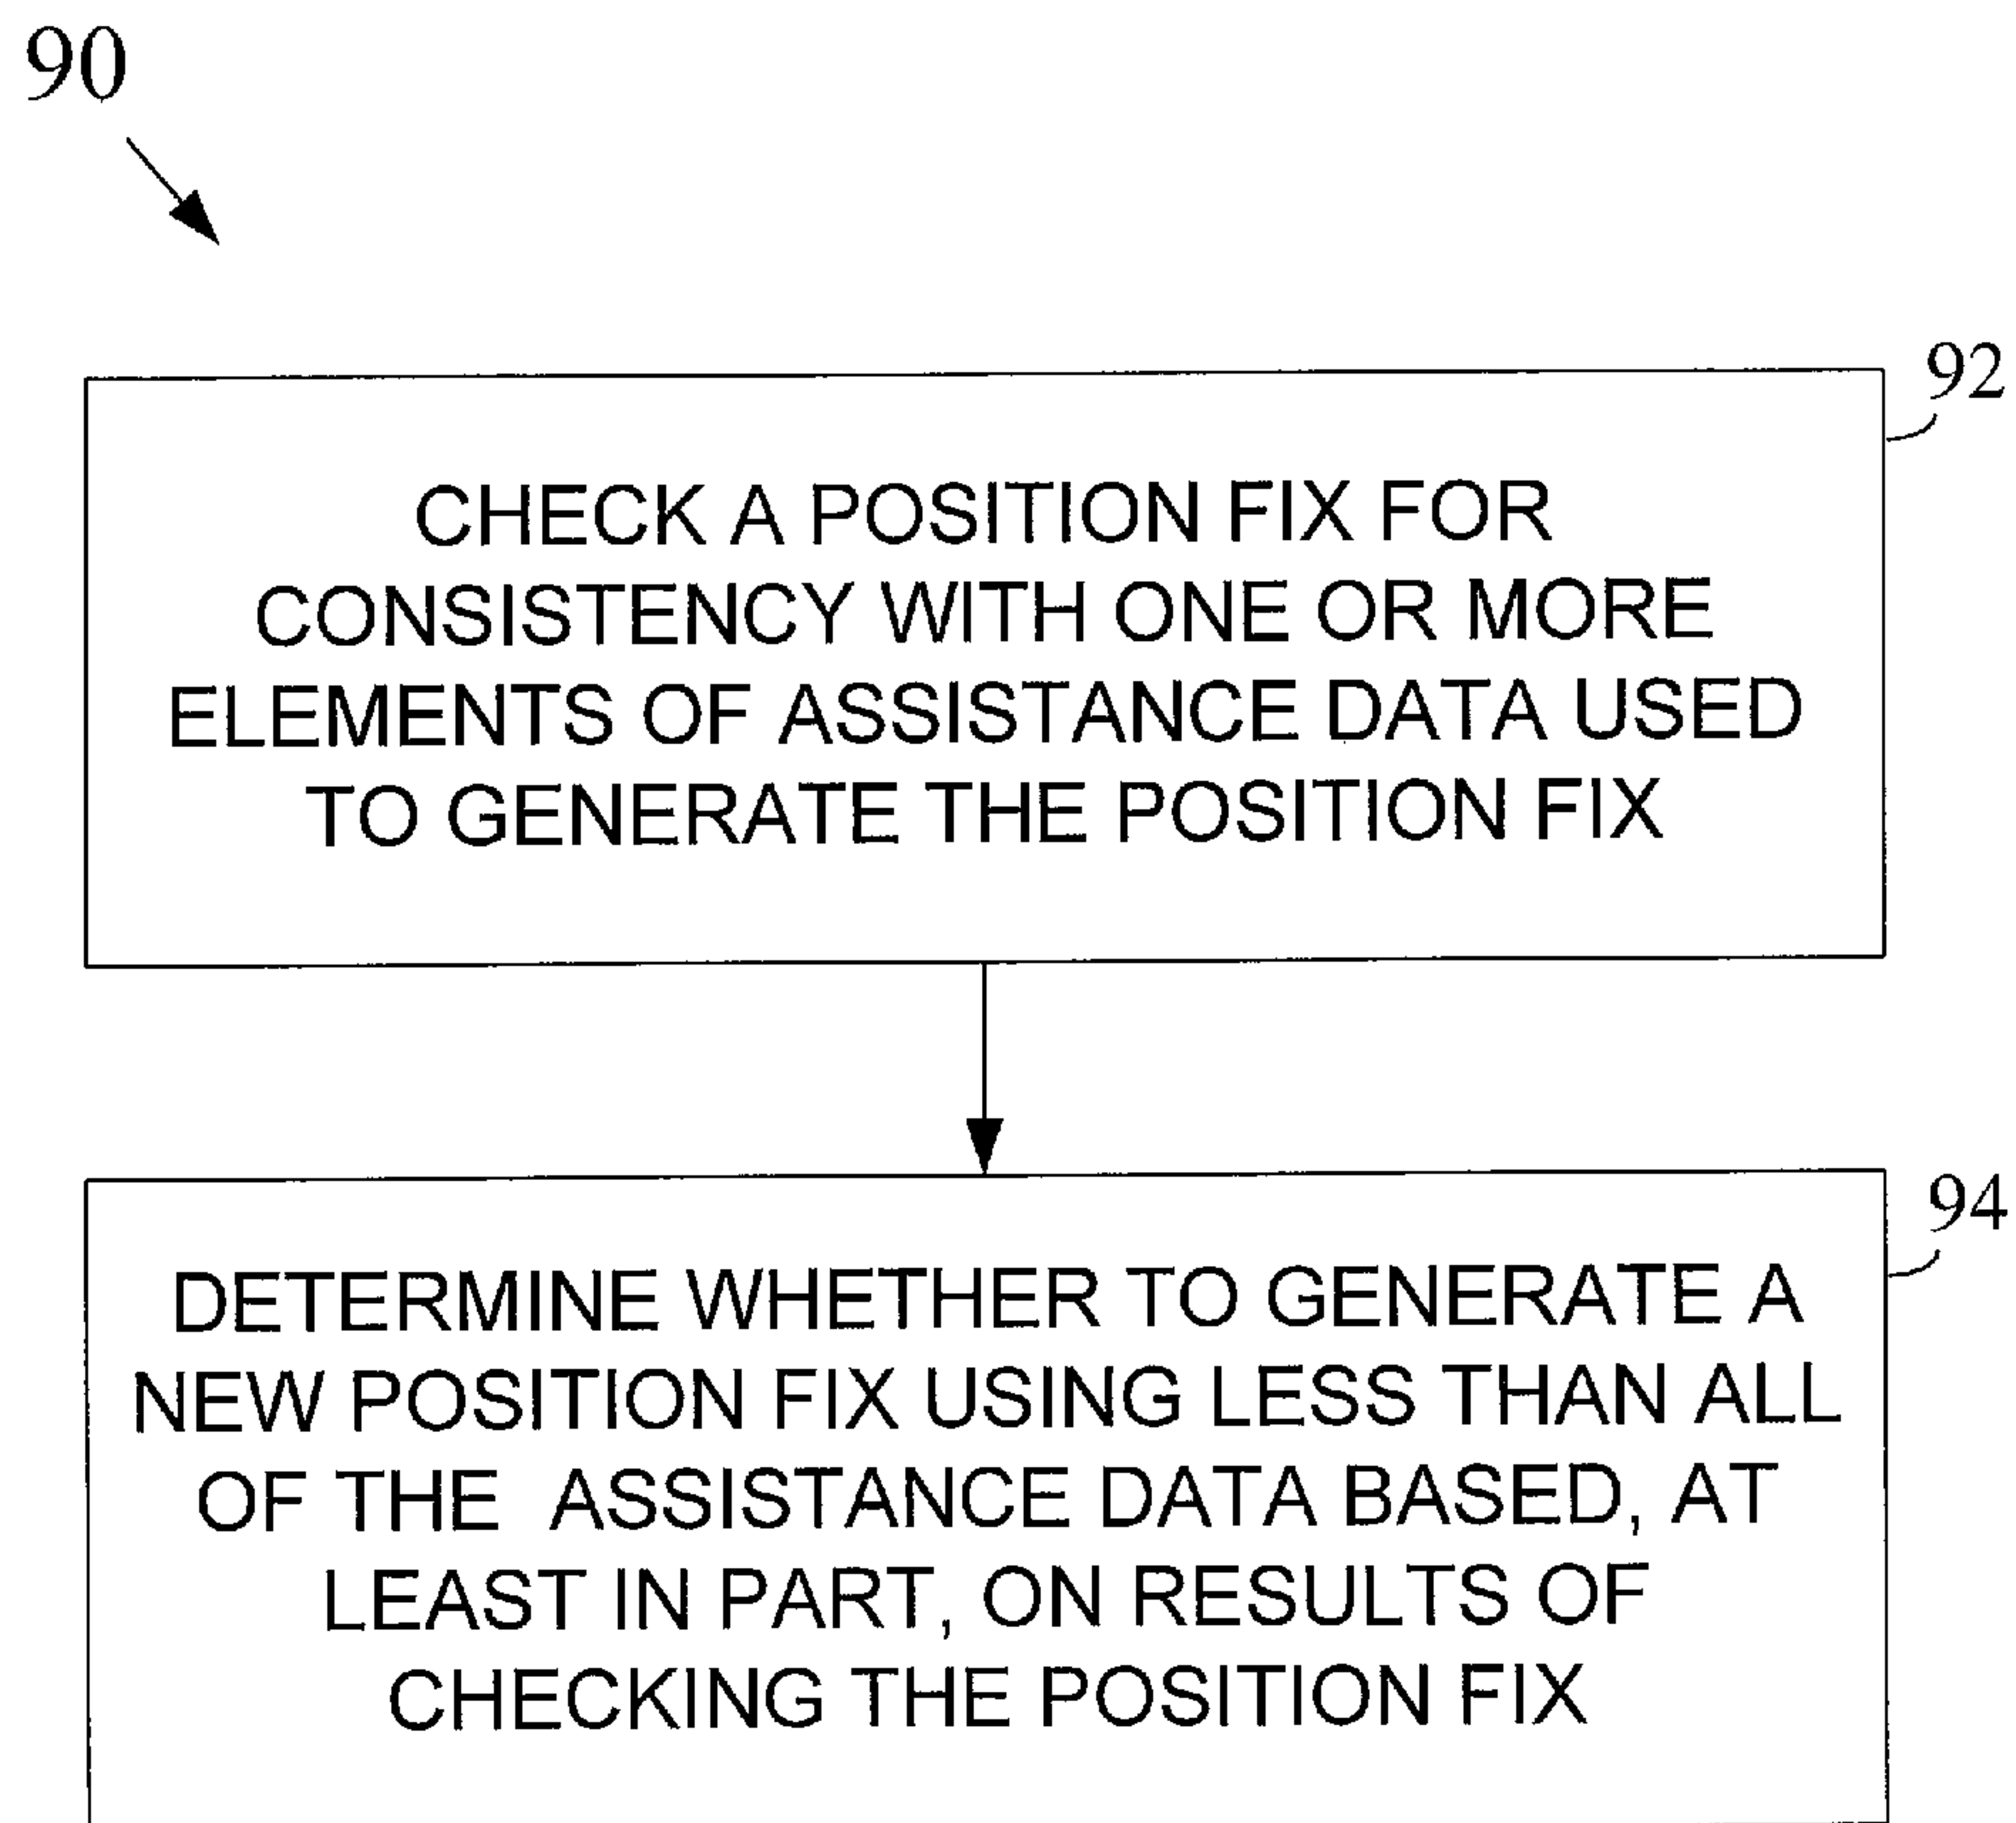 90
92
CHECK A POSITION FIX FOR
CONSISTENCY WITH ONE OR MORE
ELEMENTS OF ASSISTANCE DATA USED
TO GENERATE THE POSITION FIX
94
DETERMINE WHETHER TO GENERATE A
NEW POSITION FIX USING LESS THAN ALL
OF THE ASSISTANCE DATA BASED, AT
LEAST IN PART, ON RESULTS OF
CHECKING THE POSITION FIX